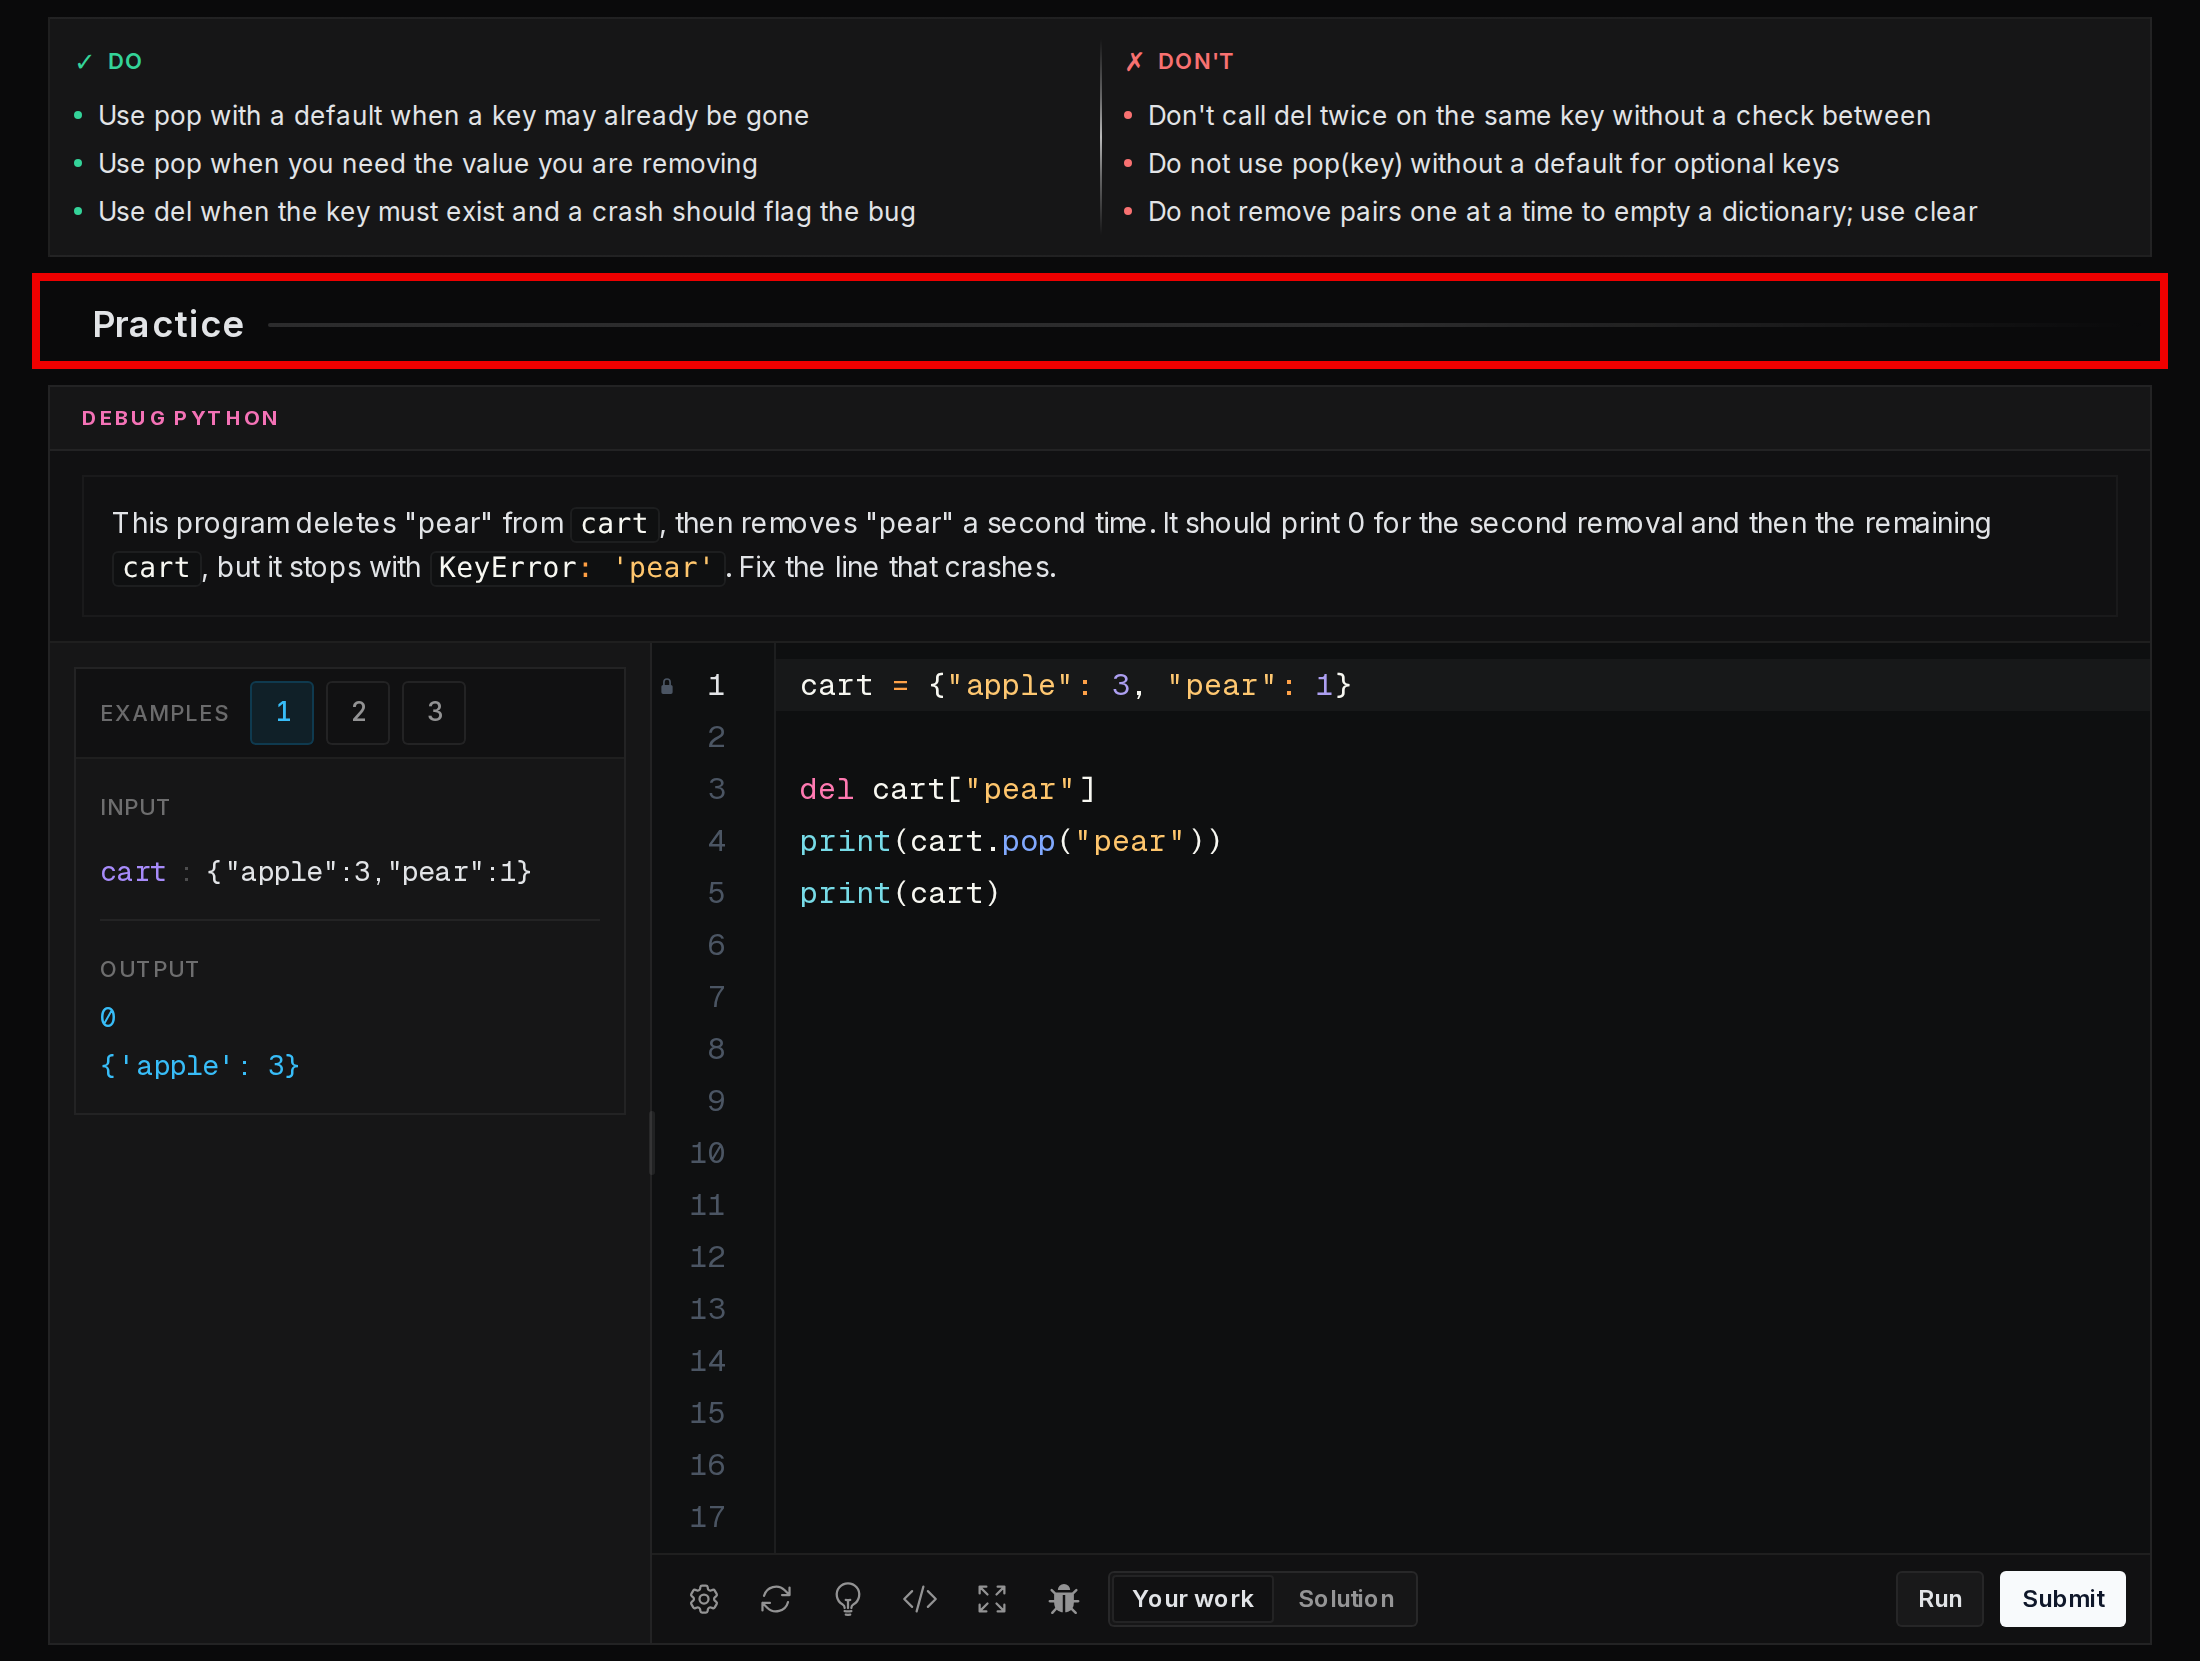 ✓ DO
• Use pop with a default when a key may already be gone
• Use pop when you need the value you are removing
• Use del when the key must exist and a crash should flag the bug
✗ DON'T
• Don't call del twice on the same key without a check between
• Do not use pop(key) without a default for optional keys
• Do not remove pairs one at a time to empty a dictionary; use clear
Practice
DEBUG PYTHON
This program deletes "pear" from cart, then removes "pear" a second time. It should print 0 for the second removal and then the remaining
cart, but it stops with KeyError: 'pear'. Fix the line that crashes.
EXAMPLES 1 2 3
INPUT
cart : {"apple":3,"pear":1}
OUTPUT
0
{'apple': 3}
1 cart = {"apple": 3, "pear": 1}
2
3 del cart["pear"]
4 print(cart.pop("pear"))
5 print(cart)
6
7
8
9
10
11
12
13
14
15
16
17
Your work Solution Run Submit